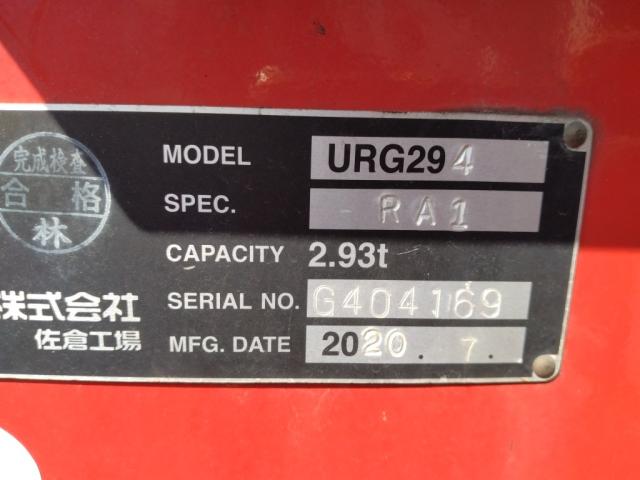 完成検査
合格
林
MODEL URG294
SPEC. RA1
CAPACITY 2.93t
株式会社 SERIAL NO. G404169
佐倉工場 MFG. DATE 2020. 7.